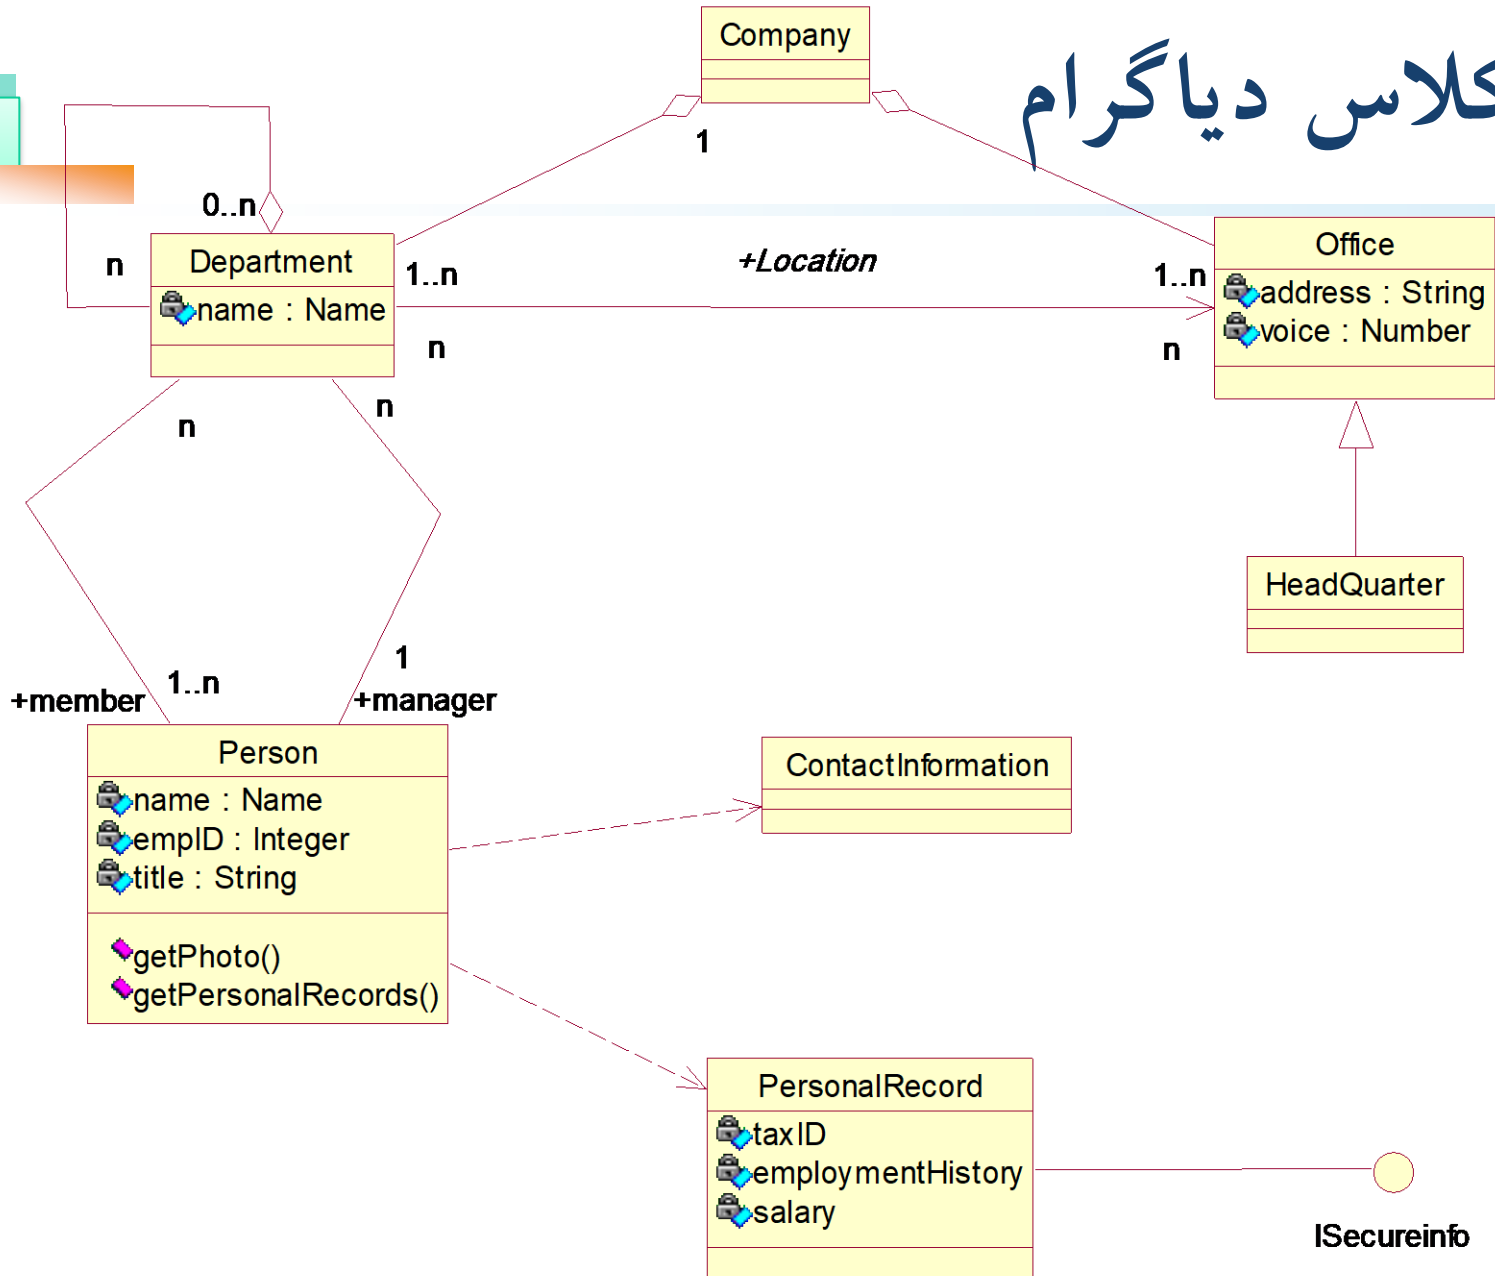 کلاس دیاگرام
Company
1
0..n
n
Department
name : Name
1..n
+Location
1..n
n
n
Office
address : String
voice : Number
HeadQuarter
n
n
+member
1..n
1
+manager
Person
name : Name
empID : Integer
title : String
getPhoto()
getPersonalRecords()
ContactInformation
PersonalRecord
taxID
employmentHistory
salary
ISecureinfo